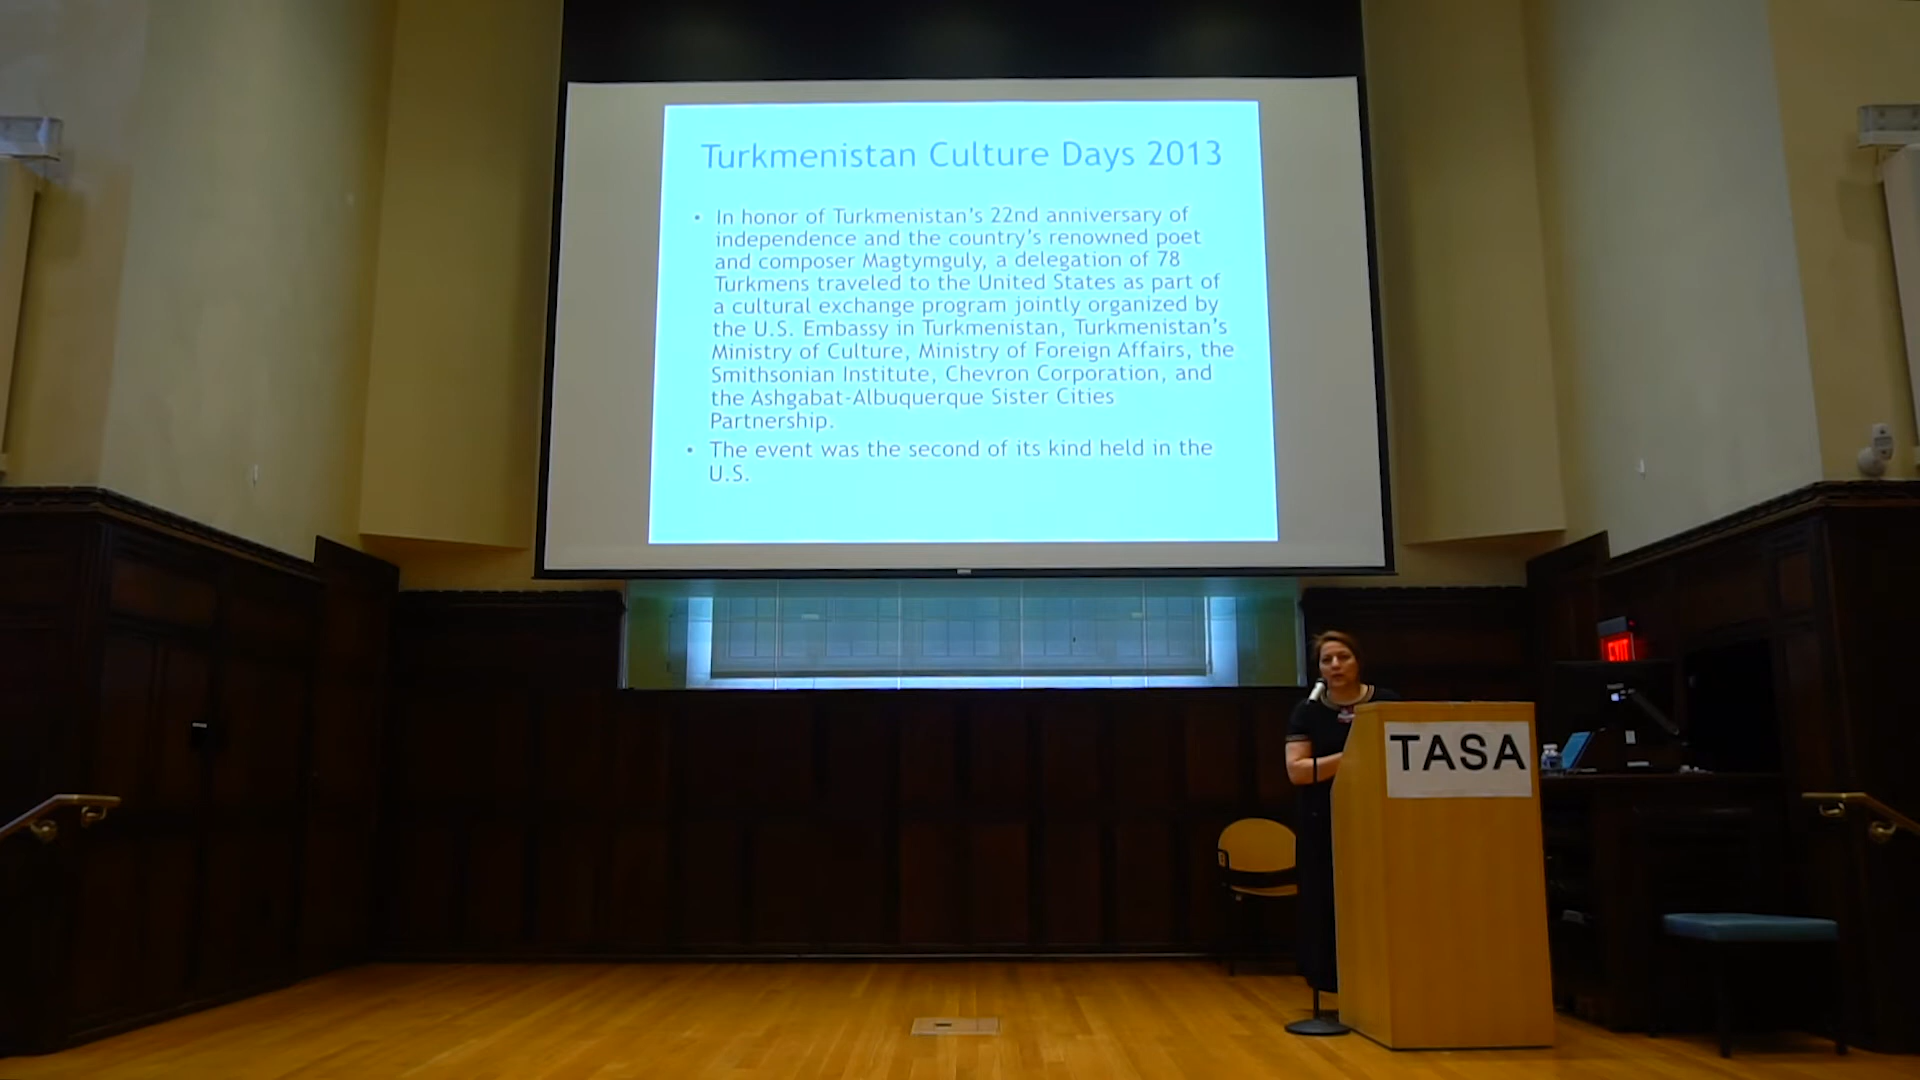 Turkmenistan Culture Days 2013
• In honor of Turkmenistan's 22nd anniversary of
independence and the country's renowned poet
and composer Magtymguly, a delegation of 78
Turkmens traveled to the United States as part of
a cultural exchange program jointly organized by
the U.S. Embassy in Turkmenistan, Turkmenistan's
Ministry of Culture, Ministry of Foreign Affairs, the
Smithsonian Institute, Chevron Corporation, and
the Ashgabat-Albuquerque Sister Cities
Partnership.
• The event was the second of its kind held in the
U.S.
EXIT
TASA